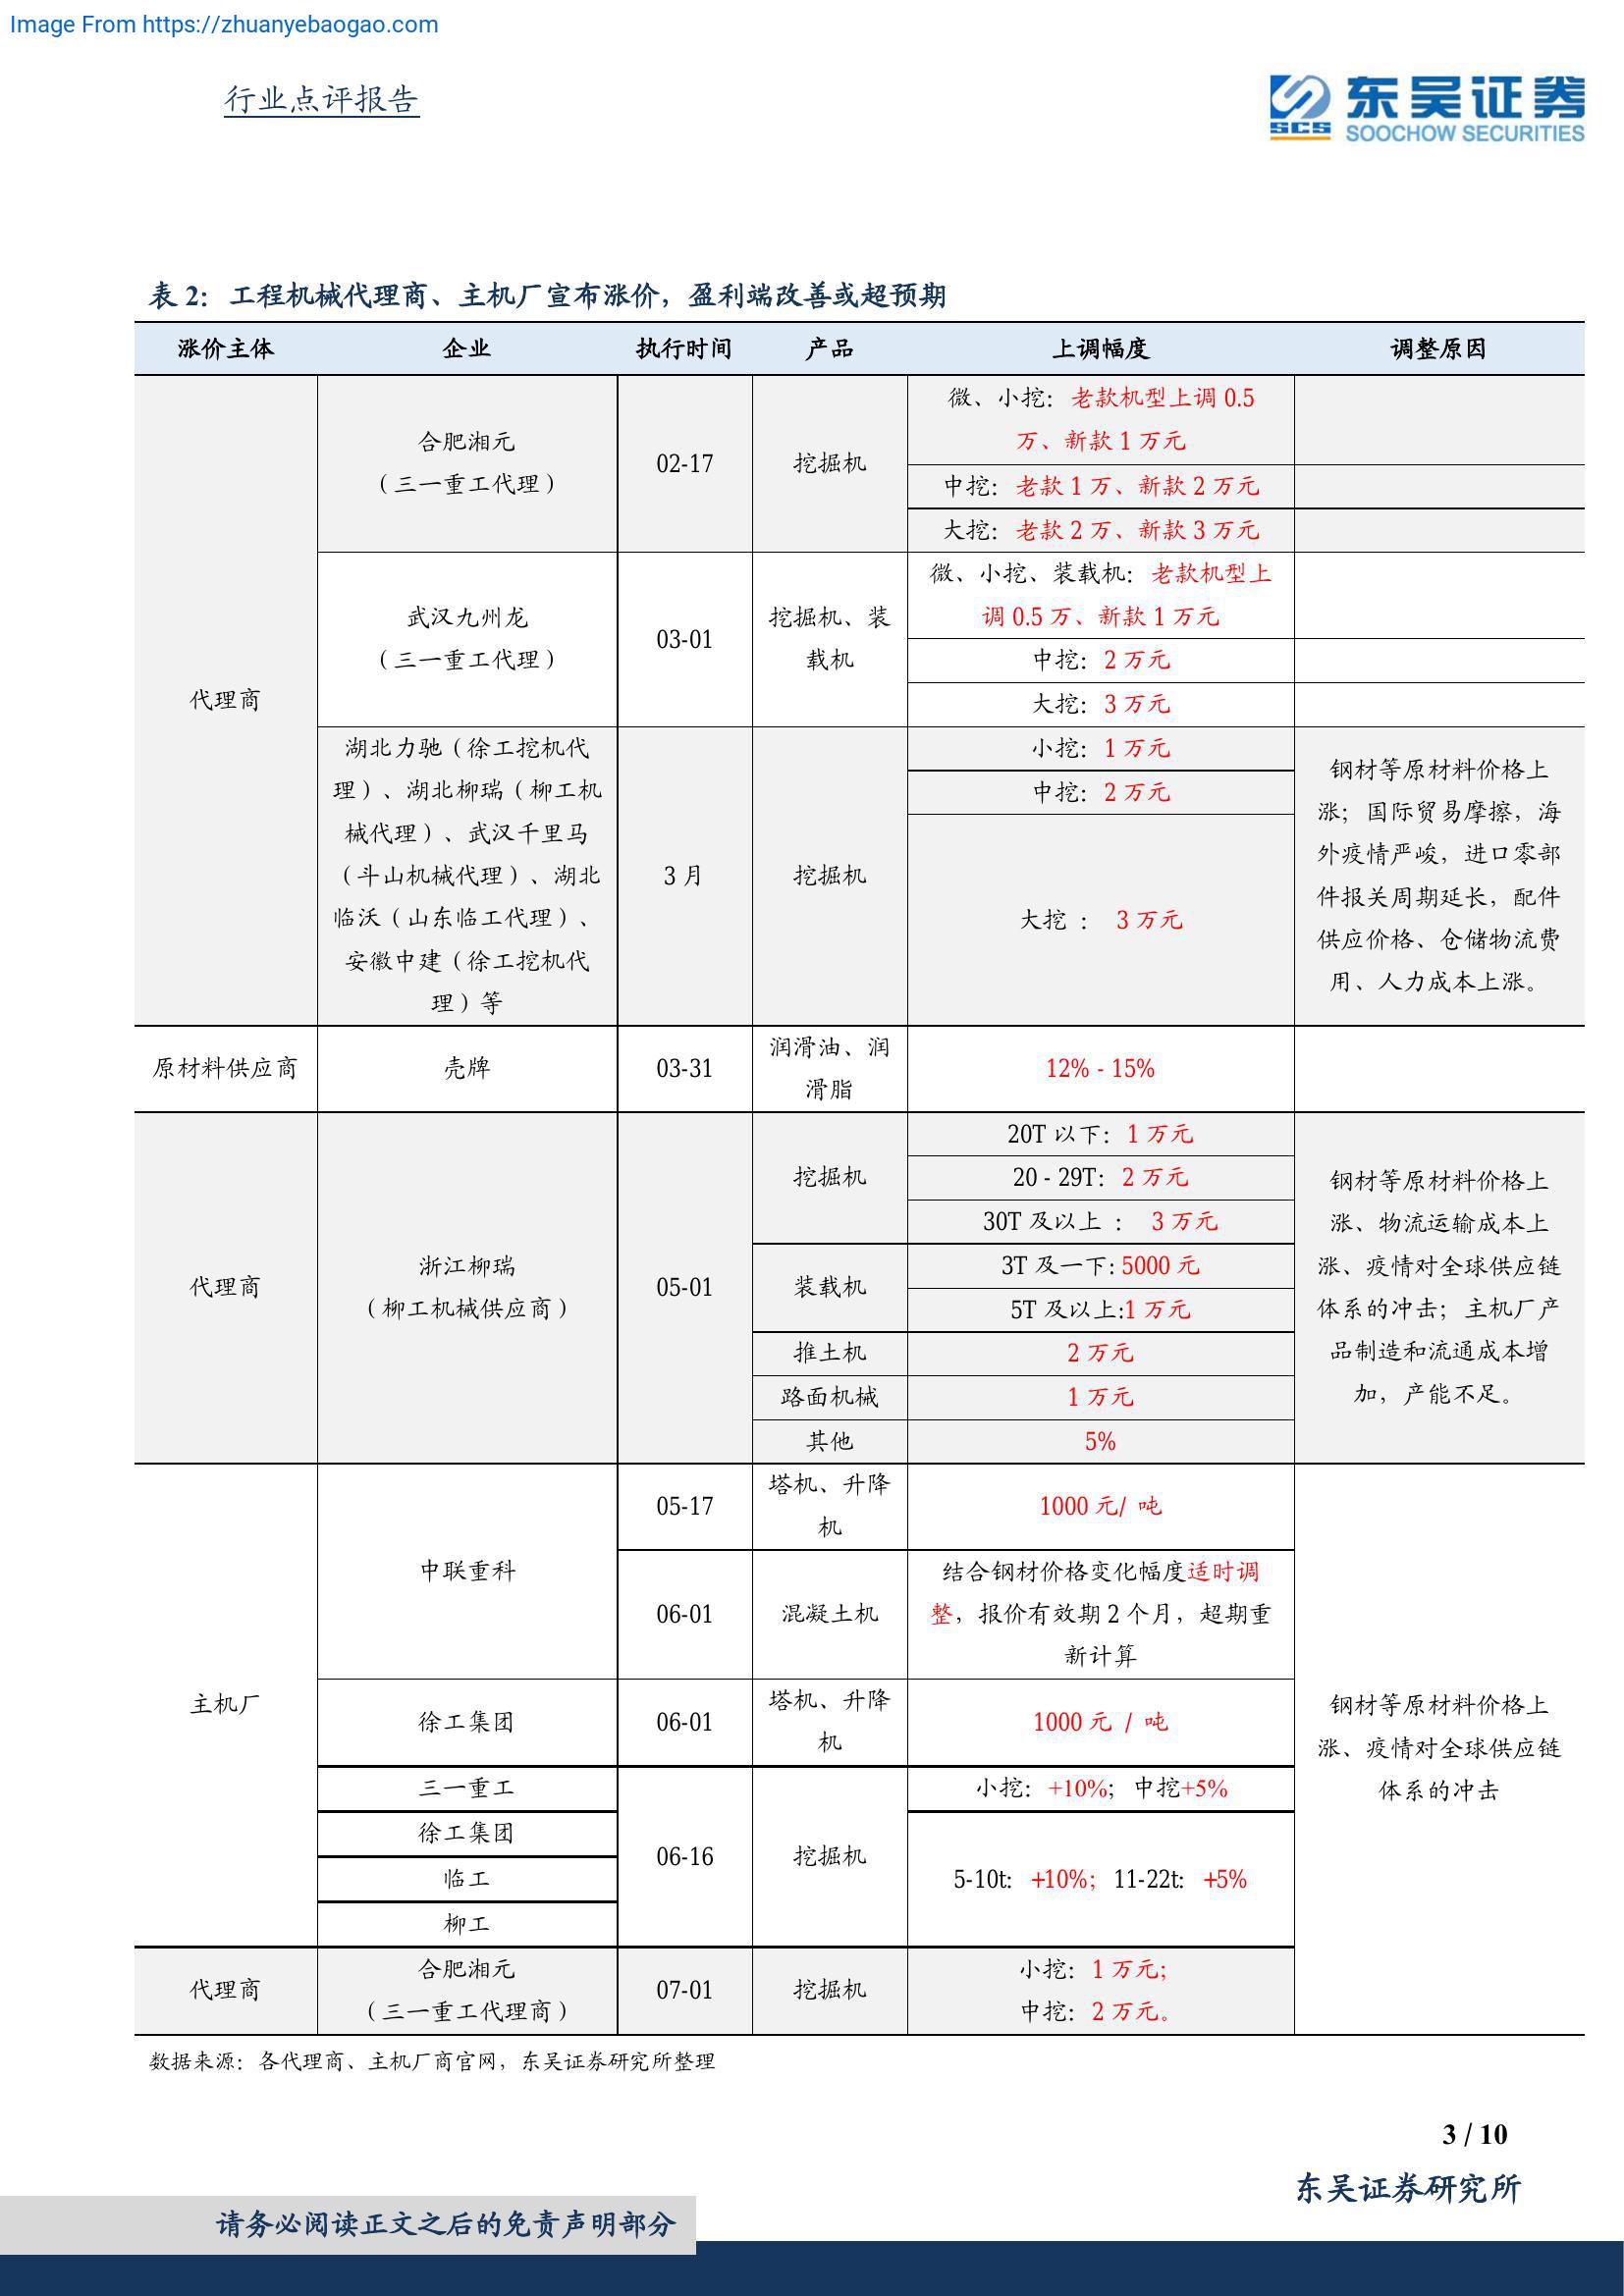 Image From https://zhuanyebaogao.com
行业点评报告
SCS
东吴证券
SOOCHOW SECURITIES
表 2：工程机械代理商、主机厂宣布涨价，盈利端改善或超预期
涨价主体 企业 执行时间 产品 上调幅度 调整原因
代理商
合肥湘元
（三一重工代理）
02-17
挖掘机
微、小挖：老款机型上调 0.5
万、新款 1 万元
中挖：老款 1 万、新款 2 万元
大挖：老款 2 万、新款 3 万元
武汉九州龙
（三一重工代理）
03-01
挖掘机、装
载机
微、小挖、装载机：老款机型上
调 0.5 万、新款 1 万元
中挖：2 万元
大挖：3 万元
湖北力驰（徐工挖机代
理）、湖北柳瑞（柳工机
械代理）、武汉千里马
（斗山机械代理）、湖北
临沃（山东临工代理）、
安徽中建（徐工挖机代
理）等
3 月
挖掘机
小挖：1 万元
中挖：2 万元
大挖 ： 3 万元
钢材等原材料价格上
涨；国际贸易摩擦，海
外疫情严峻，进口零部
件报关周期延长，配件
供应价格、仓储物流费
用、人力成本上涨。
原材料供应商
壳牌
03-31
润滑油、润
滑脂
12% - 15%
代理商
浙江柳瑞
（柳工机械供应商）
05-01
挖掘机
20T 以下：1 万元
20 - 29T：2 万元
30T 及以上 ： 3 万元
装载机
3T 及一下: 5000 元
5T 及以上:1 万元
推土机
2 万元
路面机械
1 万元
其他
5%
钢材等原材料价格上
涨、物流运输成本上
涨、疫情对全球供应链
体系的冲击；主机厂产
品制造和流通成本增
加，产能不足。
主机厂
中联重科
05-17
塔机、升降
机
1000 元/ 吨
06-01
混凝土机
结合钢材价格变化幅度适时调
整，报价有效期 2 个月，超期重
新计算
徐工集团
06-01
塔机、升降
机
1000 元 / 吨
三一重工
徐工集团
临工
柳工
06-16
挖掘机
小挖：+10%；中挖+5%
5-10t：+10%；11-22t：+5%
钢材等原材料价格上
涨、疫情对全球供应链
体系的冲击
代理商
合肥湘元
（三一重工代理商）
07-01
挖掘机
小挖：1 万元；
中挖：2 万元。
数据来源：各代理商、主机厂商官网，东吴证券研究所整理
3 / 10
东吴证券研究所
请务必阅读正文之后的免责声明部分